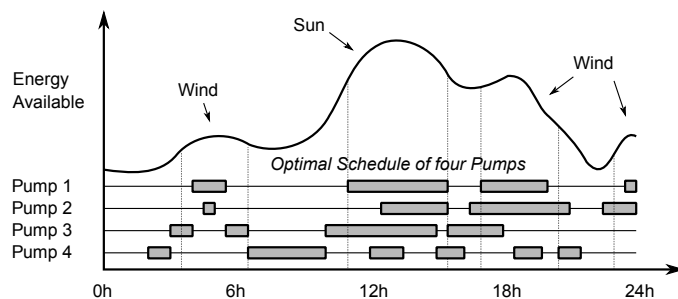 Sun
Energy
Available
Wind
Wind
Optimal Schedule of four Pumps
Pump 1
Pump 2
Pump 3
Pump 4
0h 6h 12h 18h 24h